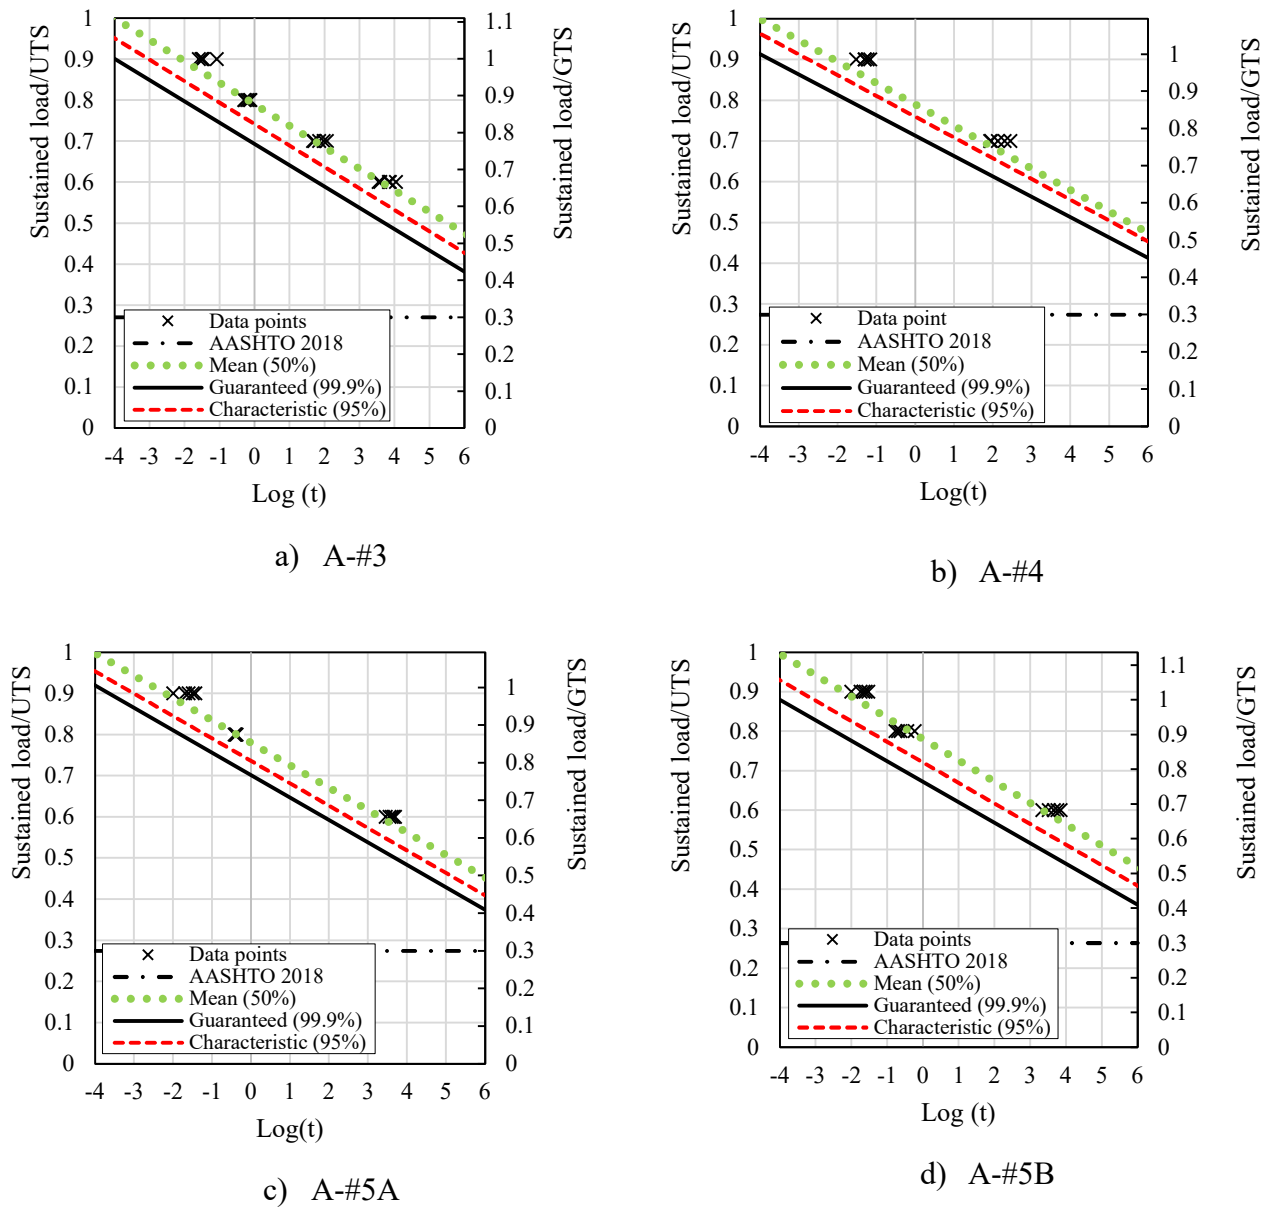 Sustained load/UTS
1
0.9
0.8
0.7
0.6
0.5
0.4
0.3
0.2
0.1
0
1.1
1
0.9
0.8
0.7
0.6
0.5
0.4
0.3
0.2
0.1
0
Sustained load/GTS
Data points
AASHTO 2018
Mean (50%)
Guaranteed (99.9%)
Characteristic (95%)
-4 -3 -2 -1 0 1 2 3 4 5 6
Log (t)
a) A-#3
Sustained load/UTS
1
0.9
0.8
0.7
0.6
0.5
0.4
0.3
0.2
0.1
0
1
0.9
0.8
0.7
0.6
0.5
0.4
0.3
0.2
0.1
0
Sustained load/GTS
Data point
AASHTO 2018
Mean (50%)
Guaranteed (99.9%)
Characteristic (95%)
-4 -3 -2 -1 0 1 2 3 4 5 6
Log(t)
b) A-#4
Sustained load/UTS
1
0.9
0.8
0.7
0.6
0.5
0.4
0.3
0.2
0.1
0
1
0.9
0.8
0.7
0.6
0.5
0.4
0.3
0.2
0.1
0
Sustained load/GTS
Data points
AASHTO 2018
Mean (50%)
Guaranteed (99.9%)
Characteristic (95%)
-4 -3 -2 -1 0 1 2 3 4 5 6
Log(t)
c) A-#5A
Sustained load/UTS
1
0.9
0.8
0.7
0.6
0.5
0.4
0.3
0.2
0.1
0
1.1
1
0.9
0.8
0.7
0.6
0.5
0.4
0.3
0.2
0.1
0
Sustained load/GTS
Data points
AASHTO 2018
Mean (50%)
Guaranteed (99.9%)
Characteristic (95%)
-4 -3 -2 -1 0 1 2 3 4 5 6
Log (t)
d) A-#5B